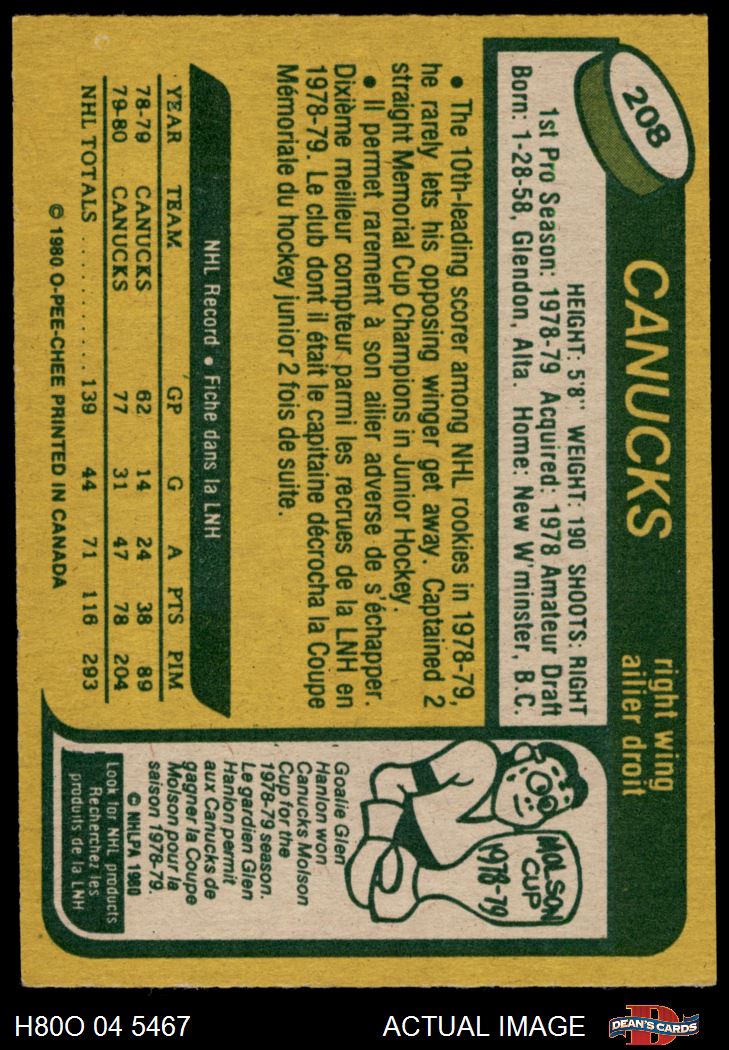 208
CANUCKS
right wing
ailier droit
HEIGHT: 5'8" WEIGHT: 190 SHOOTS: RIGHT
1st Pro Season: 1978-79 Acquired: 1978 Amateur Draft
Born: 1-28-58, Glendon, Alta. Home: New W'minster, B.C.
• The 10th-leading scorer among NHL rookies in 1978-79,
he rarely lets his opposing winger get away. Captained 2
straight Memorial Cup Champions in Junior Hockey.
• Il permet rarement à son ailier adverse de s'échapper.
Dixième meilleur compteur parmi les recrues de la LNH en
1978-79. Le club dont il était le capitaine décrocha la Coupe
Mémoriale du hockey junior 2 fois de suite.
NHL Record • Fiche dans la LNH
YEAR TEAM GP G A PTS PIM
78-79 CANUCKS 62 14 24 38 89
79-80 CANUCKS 77 31 47 78 204
NHL TOTALS .......... 139 44 71 116 293
© 1980 O-PEE-CHEE PRINTED IN CANADA
MOLSON
CUP
1978-79
Goalie Glen
Hanlon won
Canucks Molson
Cup for the
1978-79 season.
Le gardien Glen
Hanlon permit
aux Canucks de
gagner la Coupe
Molson pour la
saison 1978-79.
© NHLPA 1980
Look for NHL products
Recherchez les
produits de la LNH
H80O 04 5467
ACTUAL IMAGE
DEAN'S CARDS